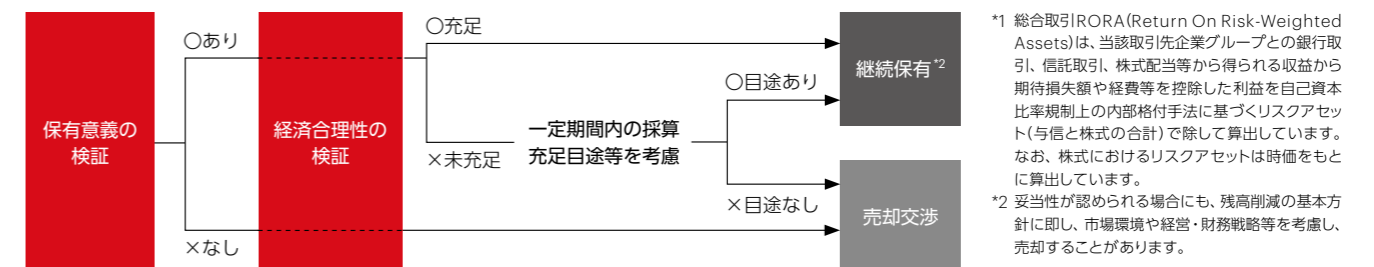 保有意義の
検証
〇あり
×なし
経済合理性の
検証
〇充足
×未充足
一定期間内の採算
充足目途等を考慮
〇目途あり
×目途なし
継続保有*2
売却交渉
*1 総合取引RORA(Return On Risk-Weighted
Assets)は、当該取引先企業グループとの銀行取
引、信託取引、株式配当等から得られる収益から
期待損失額や経費等を控除した利益を自己資本
比率規制上の内部格付手法に基づくリスクアセッ
ト(与信と株式の合計)で除して算出しています。
なお、株式におけるリスクアセットは時価をもと
に算出しています。
*2 妥当性が認められる場合にも、残高削減の基本方
針に即し、市場環境や経営・財務戦略等を考慮し、
売却することがあります。